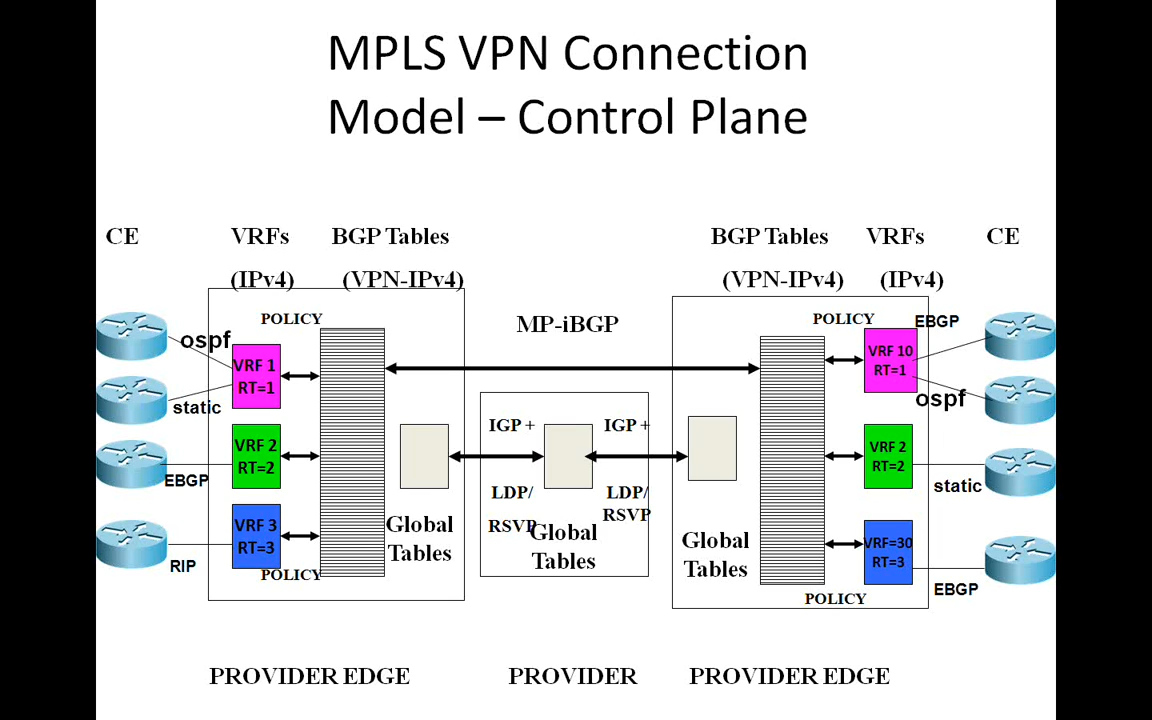 MPLS VPN Connection
Model – Control Plane
CE
VRFs
BGP Tables
BGP Tables
VRFs
CE
(IPv4)
(VPN-IPv4)
(VPN-IPv4)
(IPv4)
POLICY
MP-iBGP
POLICY
EBGP
ospf
VRF 1
RT=1
VRF 10
RT=1
static
ospf
IGP +
IGP +
VRF 2
RT=2
VRF 2
RT=2
EBGP
static
LDP/
RSVP
LDP/
RSVP
Global
Tables
Global
Tables
Global
Tables
VRF 3
RT=3
VRF=30
RT=3
RIP
POLICY
EBGP
POLICY
PROVIDER EDGE
PROVIDER
PROVIDER EDGE